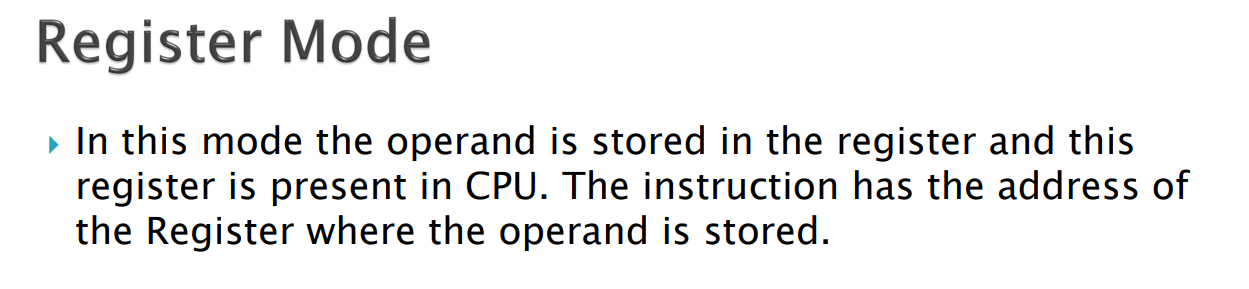 Register Mode
In this mode the operand is stored in the register and this
register is present in CPU. The instruction has the address of
the Register where the operand is stored.